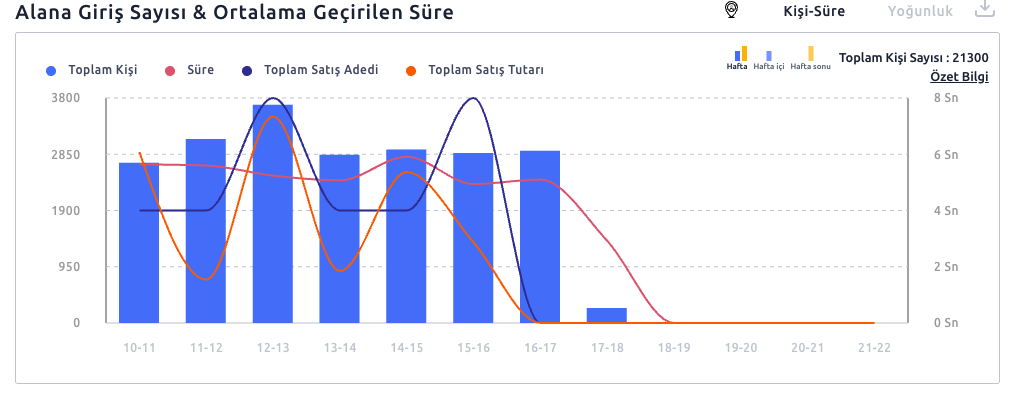 Alana Giriş Sayısı & Ortalama Geçirilen Süre
Kişi-Süre
Yoğunluk
Toplam Kişi
Süre
Toplam Satış Adedi
Toplam Satış Tutarı
Hafta
Hafta içi
Hafta sonu
Toplam Kişi Sayısı : 21300
Özet Bilgi
3800
2850
1900
950
0
8 Sn
6 Sn
4 Sn
2 Sn
0 Sn
10-11 11-12 12-13 13-14 14-15 15-16 16-17 17-18 18-19 19-20 20-21 21-22